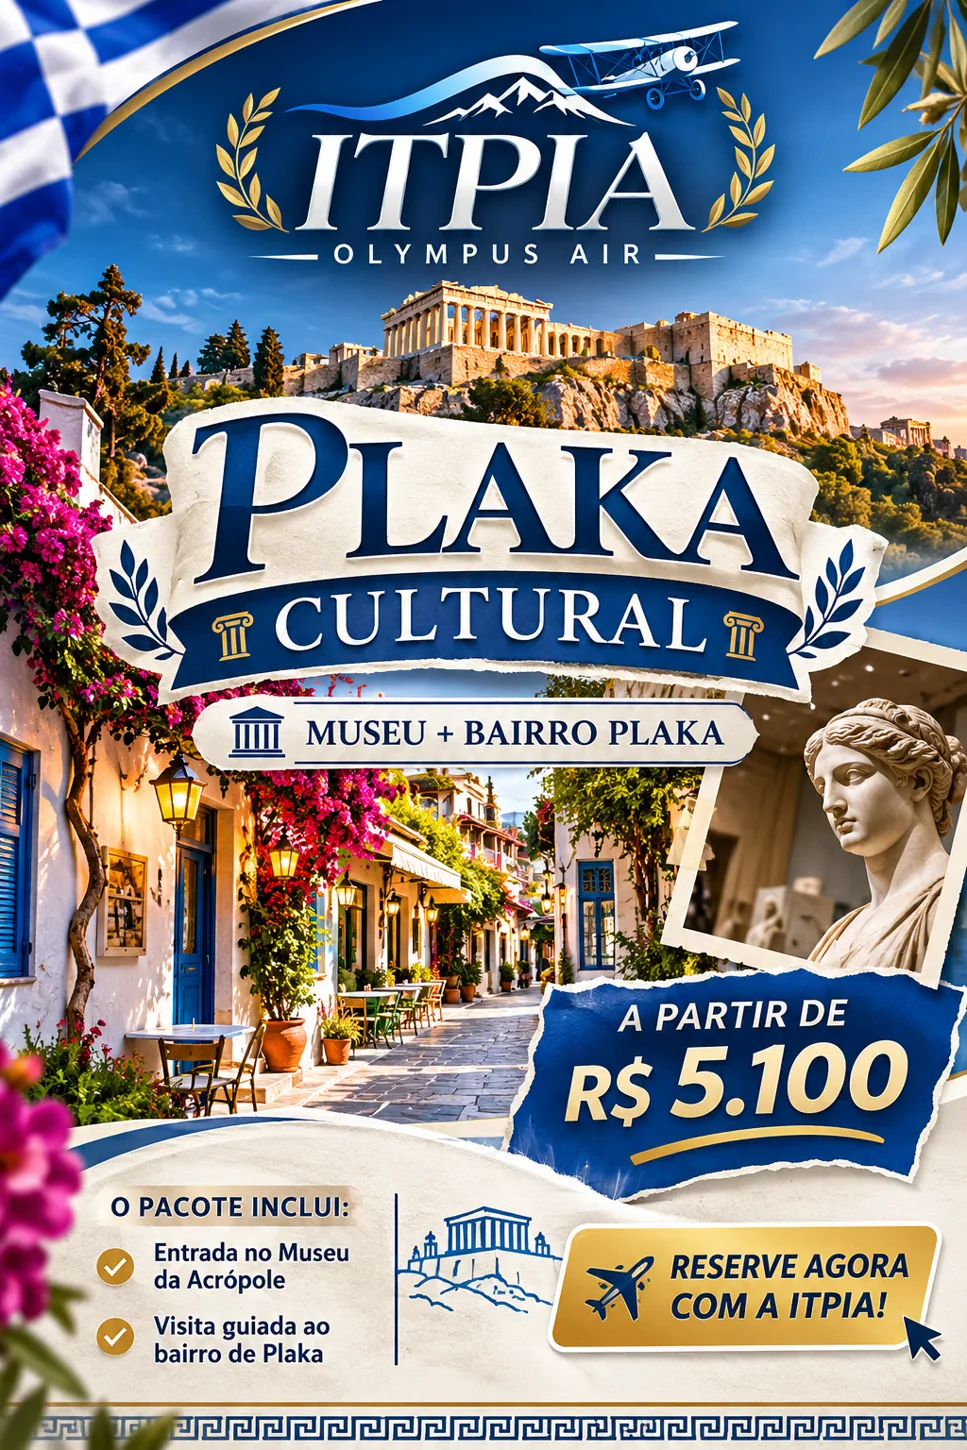 ITPIA
OLYMPUS AIR
PLAKA
CULTURAL
MUSEU + BAIRRO PLAKA
A PARTIR DE
R$ 5.100
O PACOTE INCLUI:
Entrada no Museu
da Acrópole
Visita guiada ao
bairro de Plaka
RESERVE AGORA
COM A ITPIA!